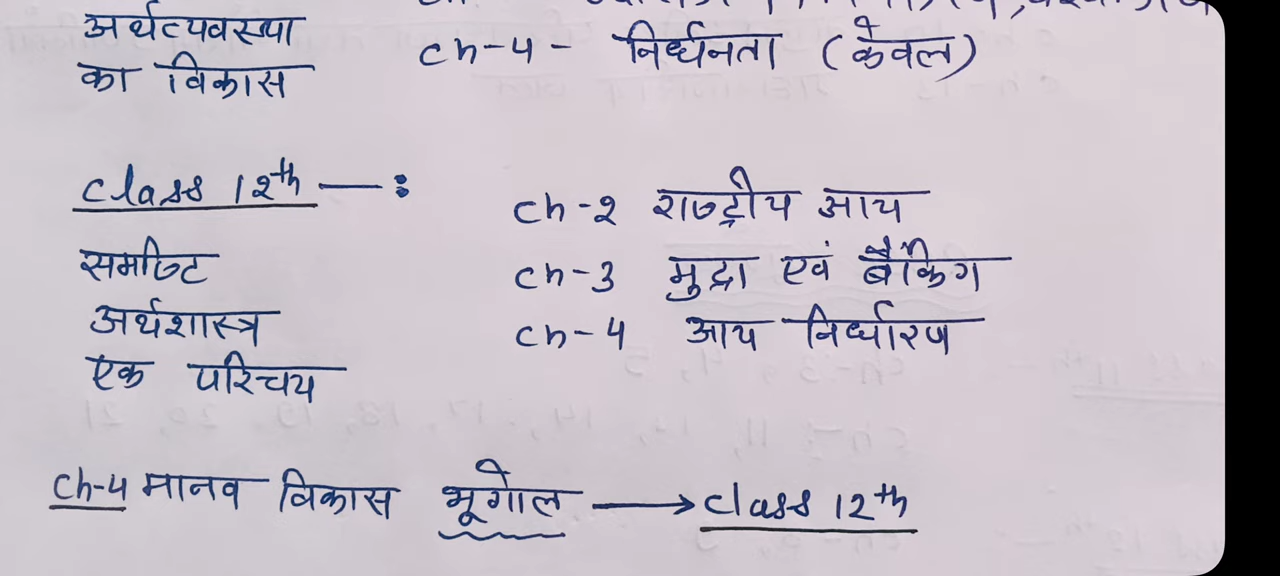 अर्थव्यवस्था
का विकास
ch-4 - निर्धनता (केवल)
class 12th — :
समष्टि
अर्थशास्त्र
एक परिचय
ch-2 राष्ट्रीय आय
ch-3 मुद्रा एवं बैंकिंग
ch-4 आय निर्धारण
ch-4 मानव विकास भूगोल → class 12th